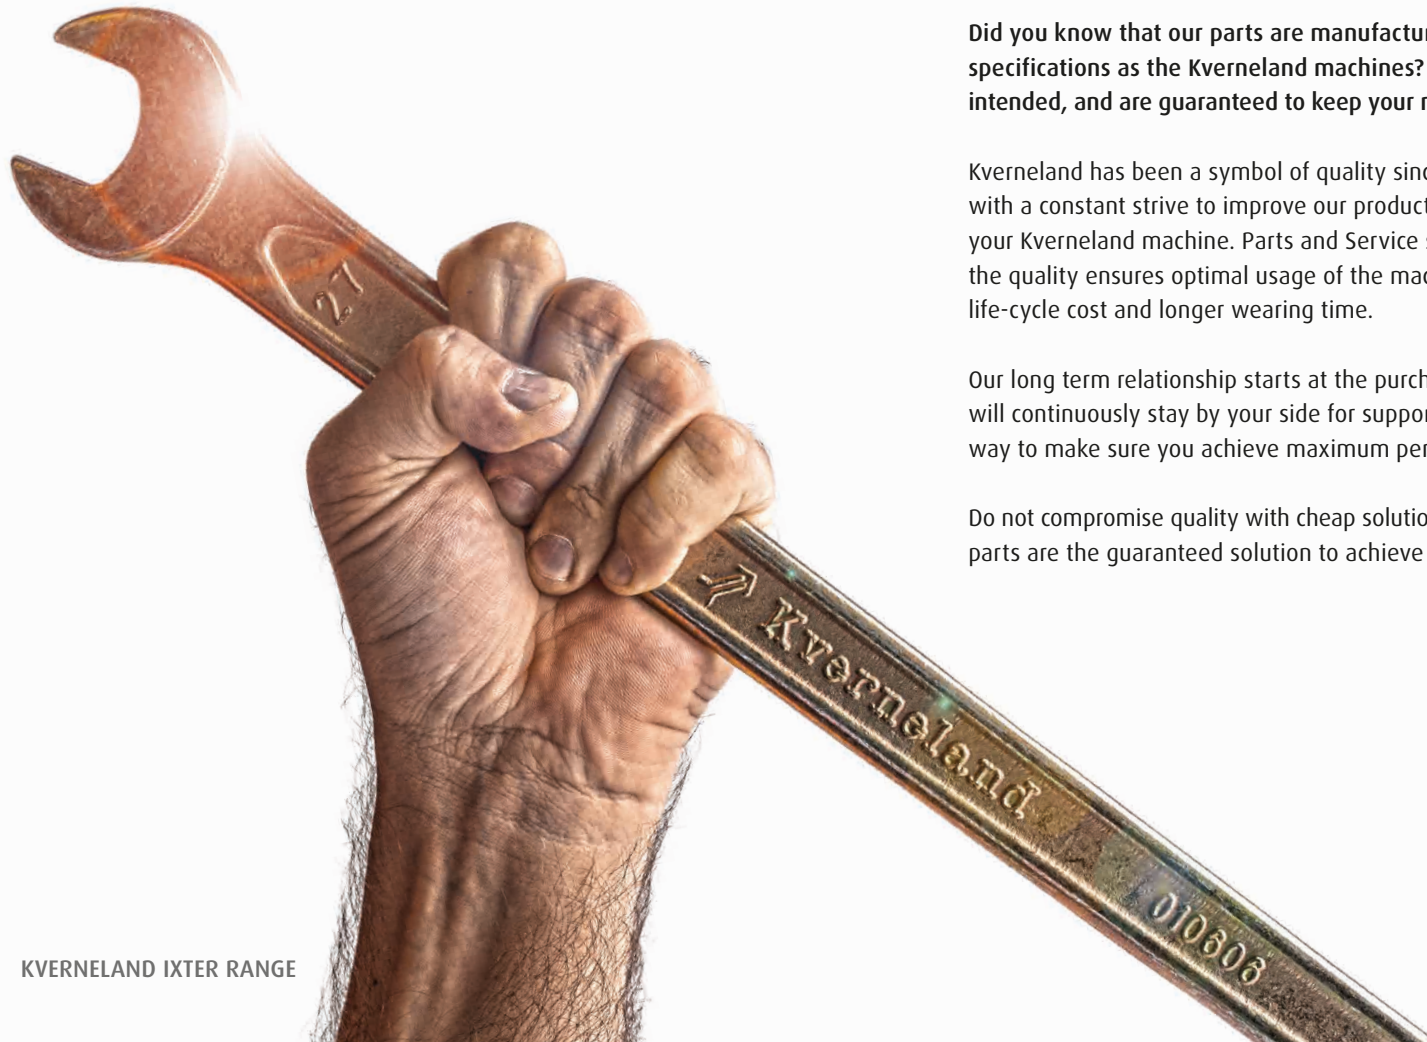 Did you know that our parts are manufactu
specifications as the Kverneland machines?
intended, and are guaranteed to keep your
Kverneland has been a symbol of quality sinc
with a constant strive to improve our product
your Kverneland machine. Parts and Service
the quality ensures optimal usage of the mac
life-cycle cost and longer wearing time.
Our long term relationship starts at the purch
will continuously stay by your side for suppor
way to make sure you achieve maximum per
Do not compromise quality with cheap solutio
parts are the guaranteed solution to achieve
27
Kverneland
010606
KVERNELAND IXTER RANGE